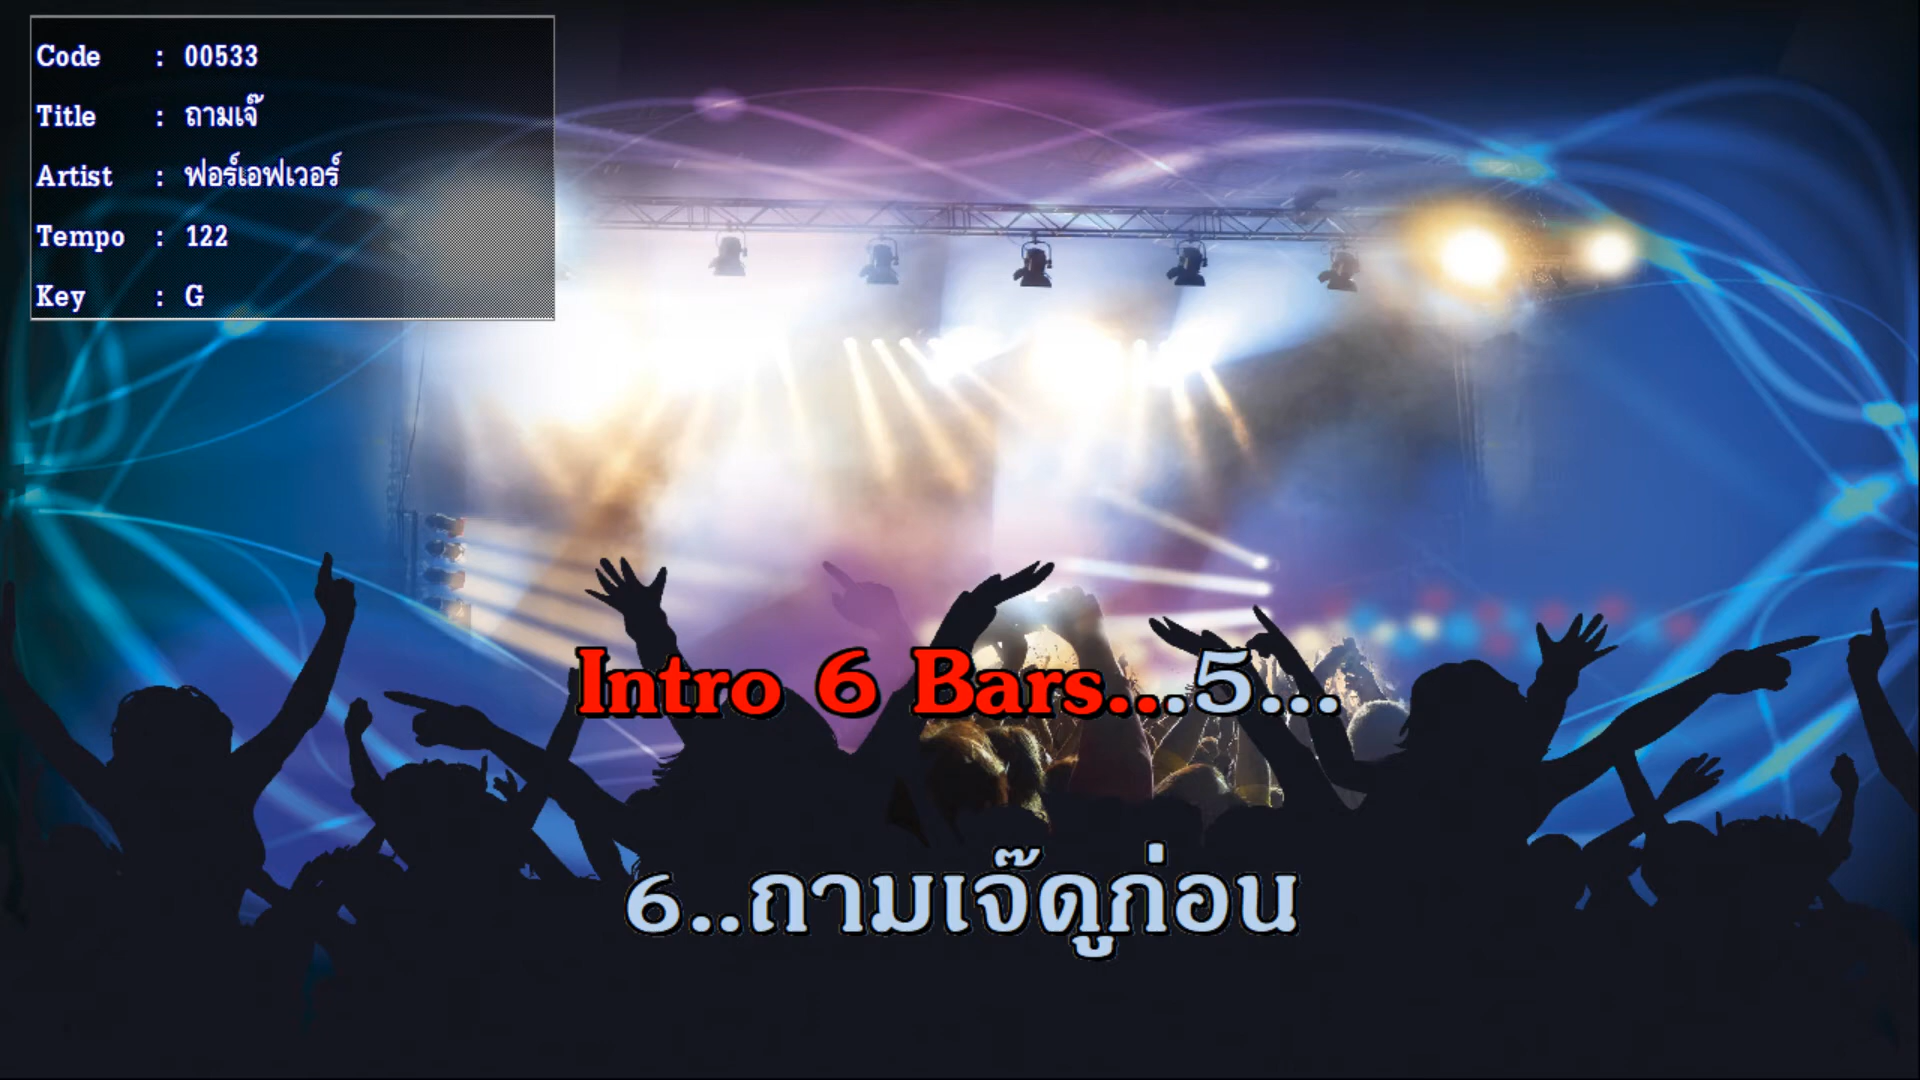 Code : 00533
Title : ถามเจ๊
Artist : ฟอร์เอฟเวอร์
Tempo : 122
Key : G
Intro 6 Bars...5...
6..ถามเจ๊ดูก่อน